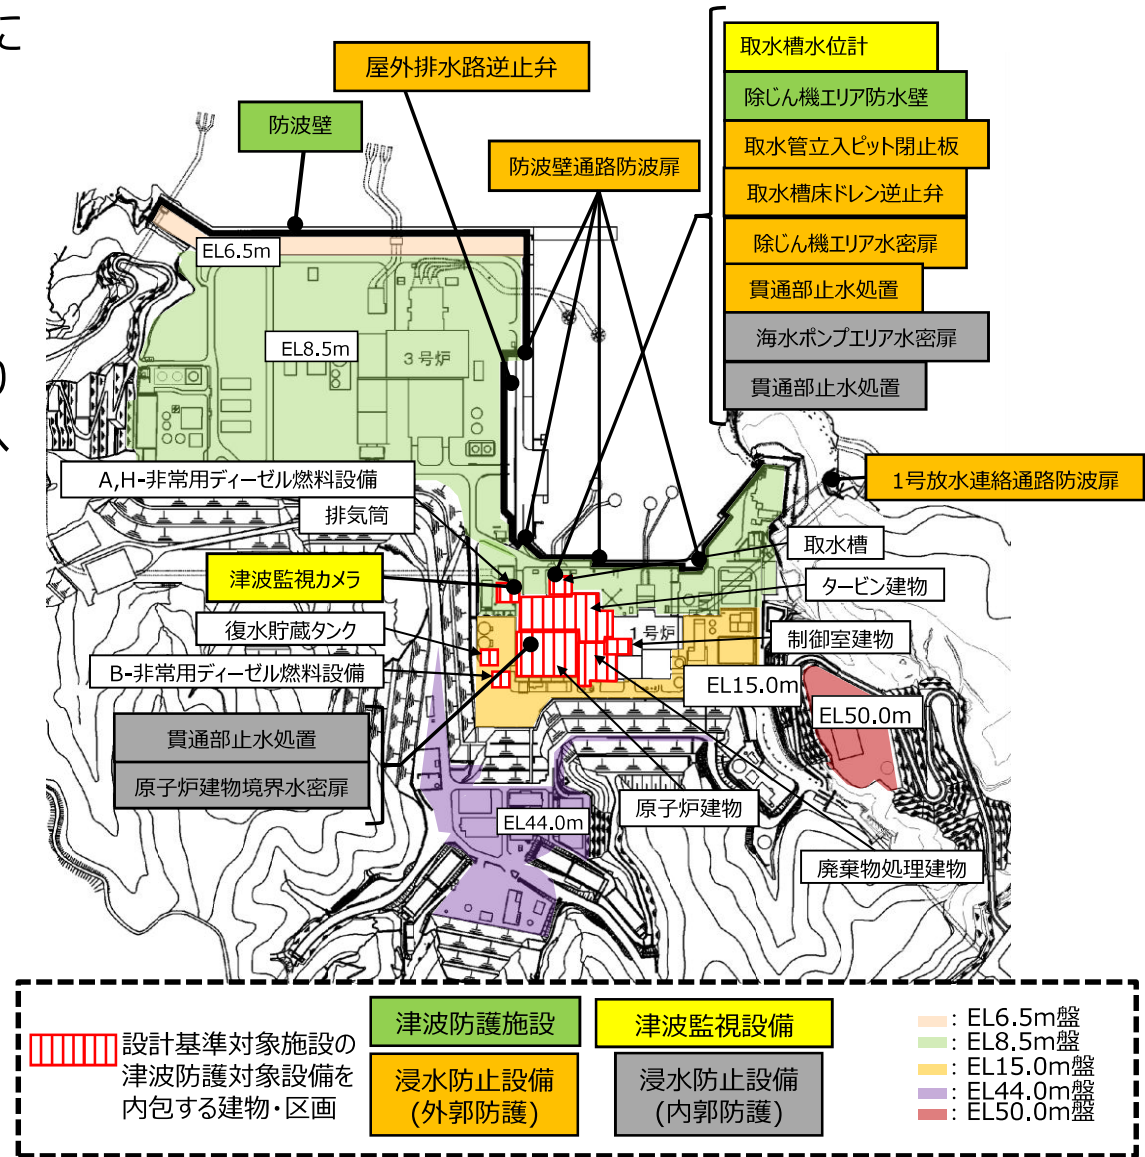 に
り
へ
屋外排水路逆止弁
防波壁
防波壁通路防波扉
取水槽水位計
除じん機エリア防水壁
取水管立入ピット閉止板
取水槽床ドレン逆止弁
除じん機エリア水密扉
貫通部止水処置
海水ポンプエリア水密扉
貫通部止水処置
EL6.5m
EL8.5m
3号炉
A,H-非常用ディーゼル燃料設備
排気筒
津波監視カメラ
復水貯蔵タンク
B-非常用ディーゼル燃料設備
貫通部止水処置
原子炉建物境界水密扉
1号放水連絡通路防波扉
取水槽
タービン建物
1号炉
制御室建物
EL15.0m
EL50.0m
EL44.0m
原子炉建物
廃棄物処理建物
設計基準対象施設の
津波防護対象設備を
内包する建物・区画
津波防護施設
津波監視設備
浸水防止設備
(外郭防護)
浸水防止設備
(内郭防護)
: EL6.5m盤
: EL8.5m盤
: EL15.0m盤
: EL44.0m盤
: EL50.0m盤